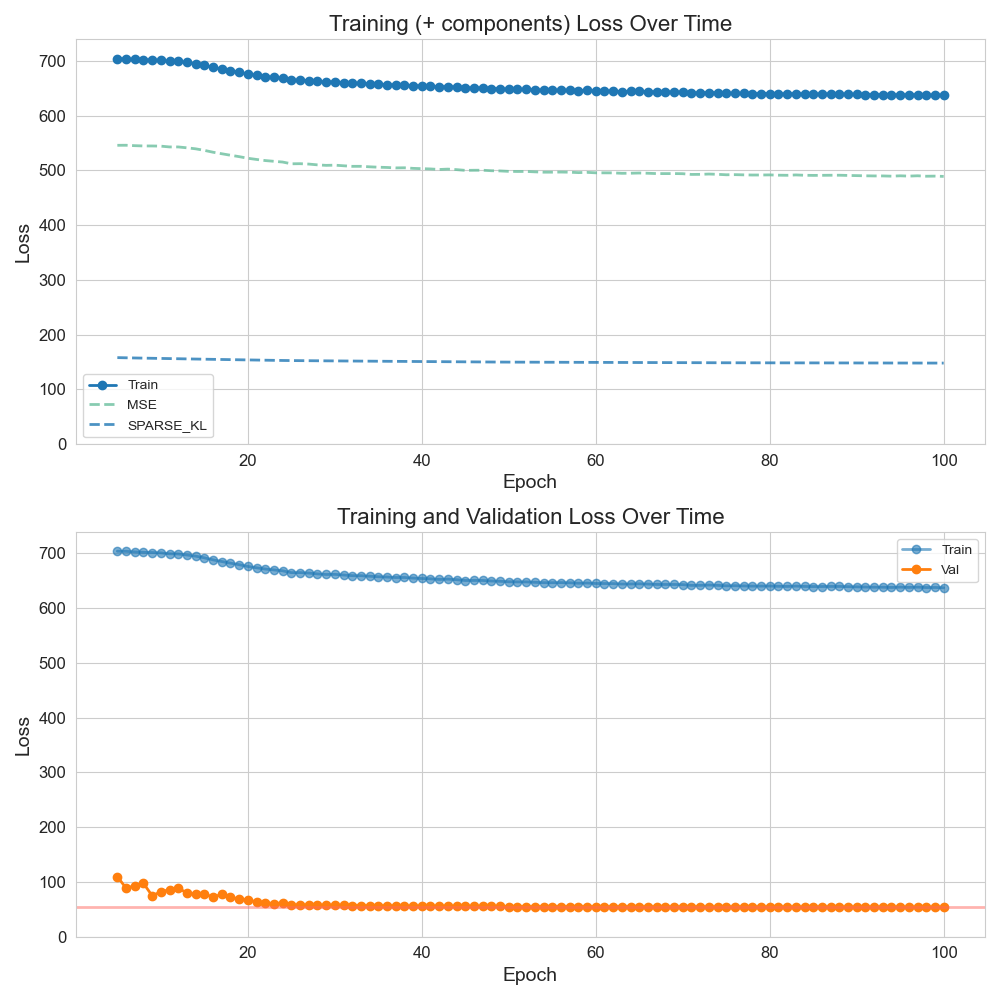 Training (+ components) Loss Over Time
700
600
500
400
300
200
100
0
Loss
Train
MSE
SPARSE_KL
20
40
60
80
100
Epoch
Training and Validation Loss Over Time
700
600
500
400
300
200
100
0
Loss
Train
Val
20
40
60
80
100
Epoch